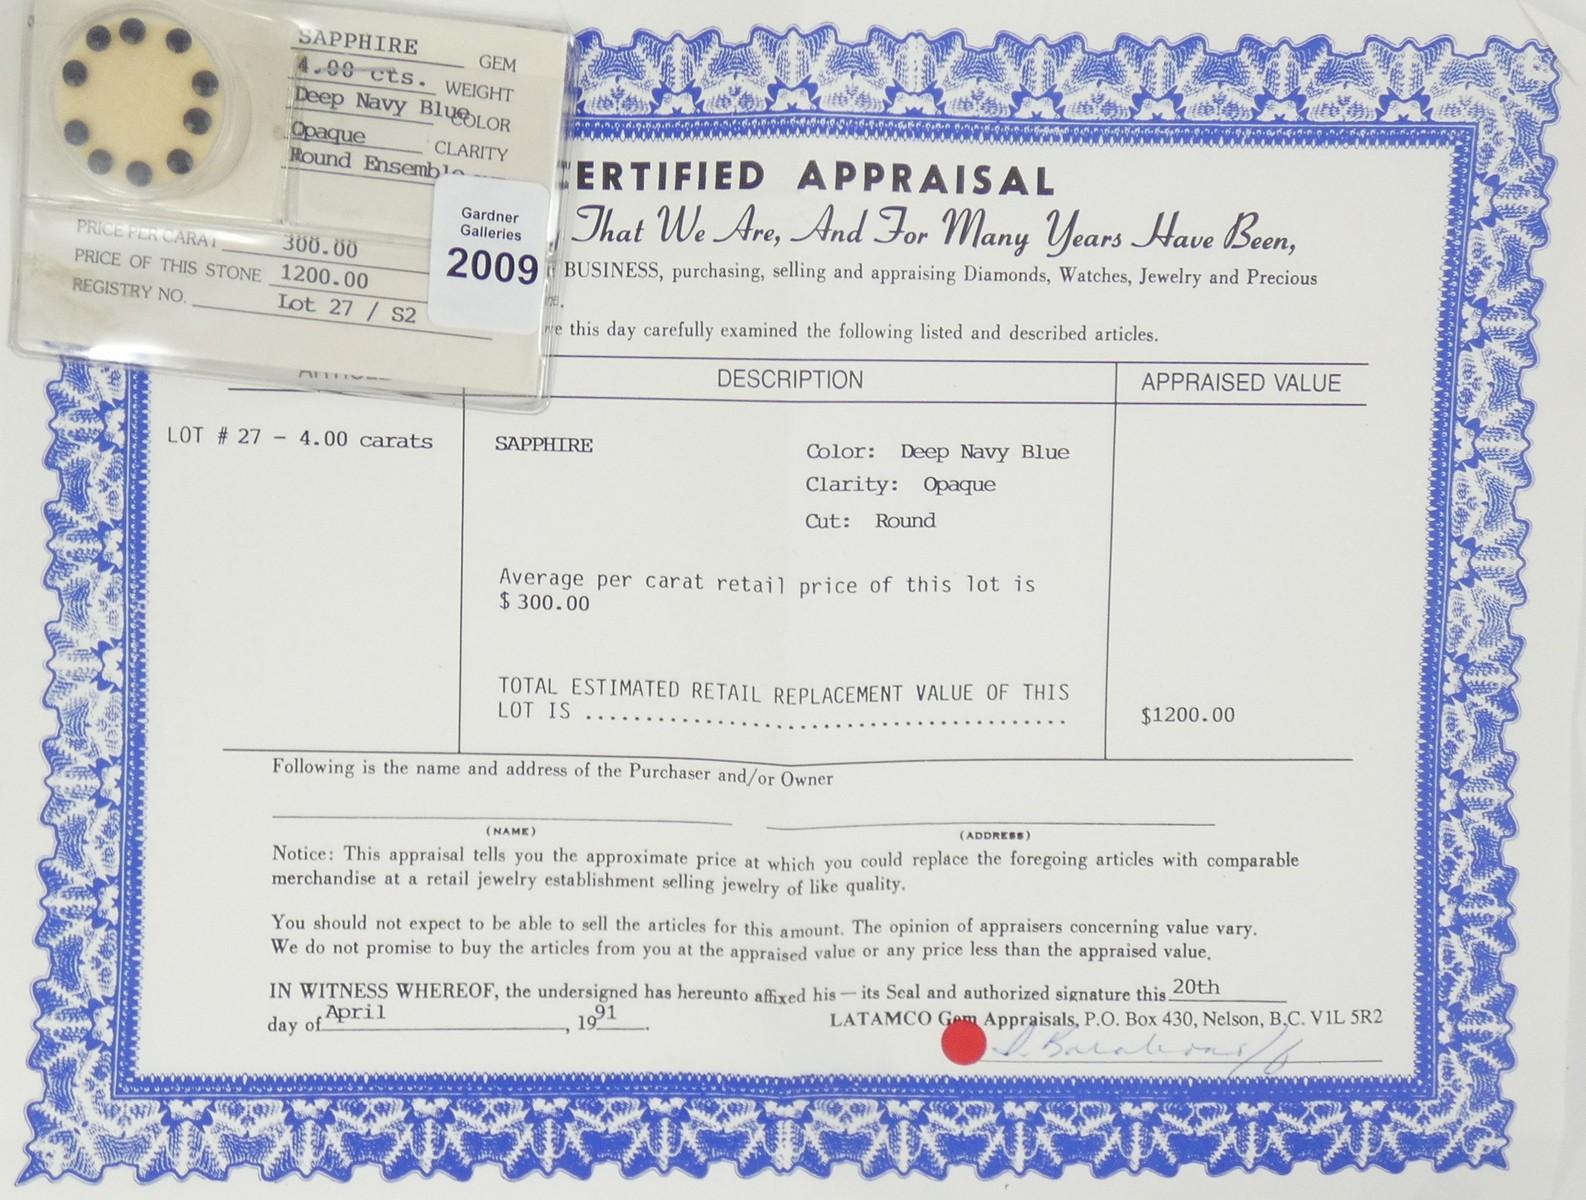 SAPPHIRE GEM
4.00 cts. WEIGHT
Deep Navy Blue COLOR
Opaque CLARITY
Round
PRICE PER CARAT 300.00
PRICE OF THIS STONE 1200.00
REGISTRY NO. Lot 27 / S2
Gardner
Galleries
2009
ERTIFIED APPRAISAL
That We Are, And For Many Years Have Been,
BUSINESS, purchasing, selling and appraising Diamonds, Watches, Jewelry and Precious
this day carefully examined the following listed and described articles.
DESCRIPTION APPRAISED VALUE
LOT # 27 - 4.00 carats SAPPHIRE Color: Deep Navy Blue
Clarity: Opaque
Cut: Round
Average per carat retail price of this lot is
$ 300.00
TOTAL ESTIMATED RETAIL REPLACEMENT VALUE OF THIS
LOT IS ........................................ $1200.00
Following is the name and address of the Purchaser and/or Owner
(NAME) (ADDRESS)
Notice: This appraisal tells you the approximate price at which you could replace the foregoing articles with comparable
merchandise at a retail jewelry establishment selling jewelry of like quality.
You should not expect to be able to sell the articles for this amount. The opinion of appraisers concerning value vary.
We do not promise to buy the articles from you at the appraised value or any price less than the appraised value.
IN WITNESS WHEREOF, the undersigned has hereunto affixed his — its Seal and authorized signature this 20th
day of April, 1991.
LATAMCO Gem Appraisals, P.O. Box 430, Nelson, B.C. V1L 5R2